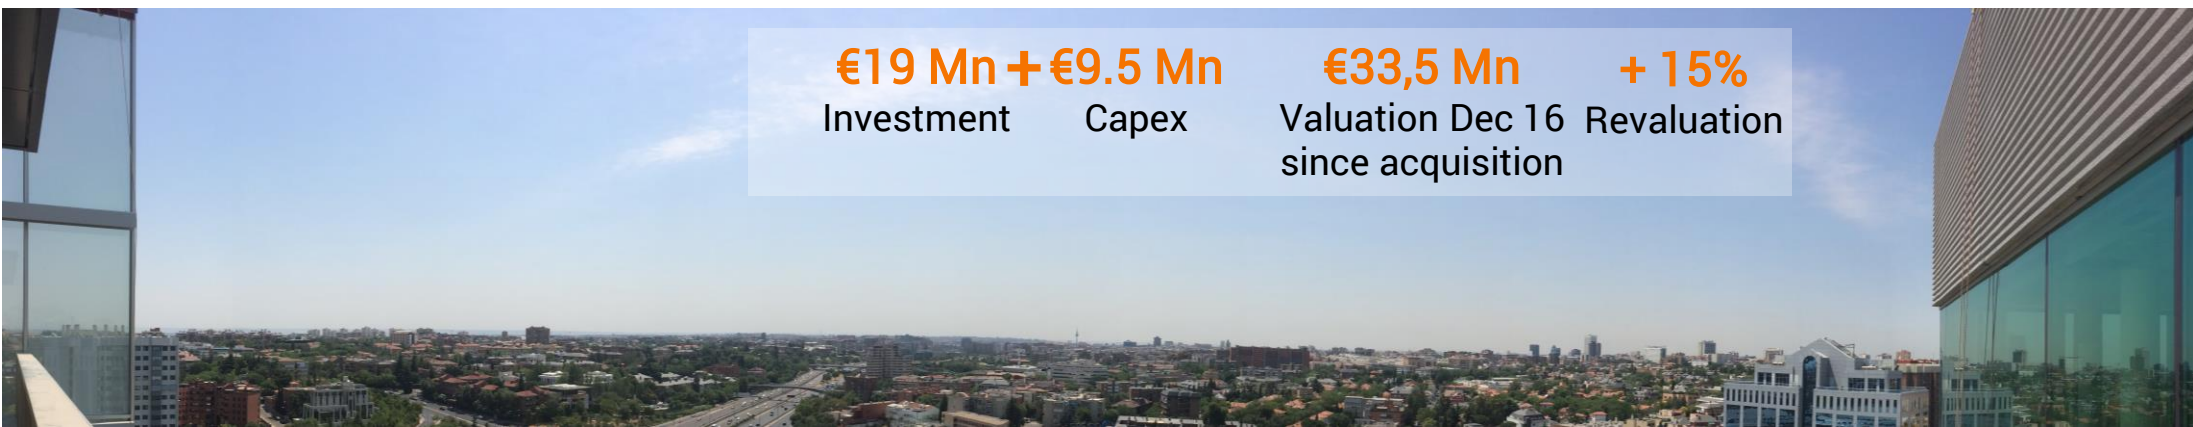 €19 Mn + €9.5 Mn €33,5 Mn + 15%
Investment Capex Valuation Dec 16 Revaluation
since acquisition